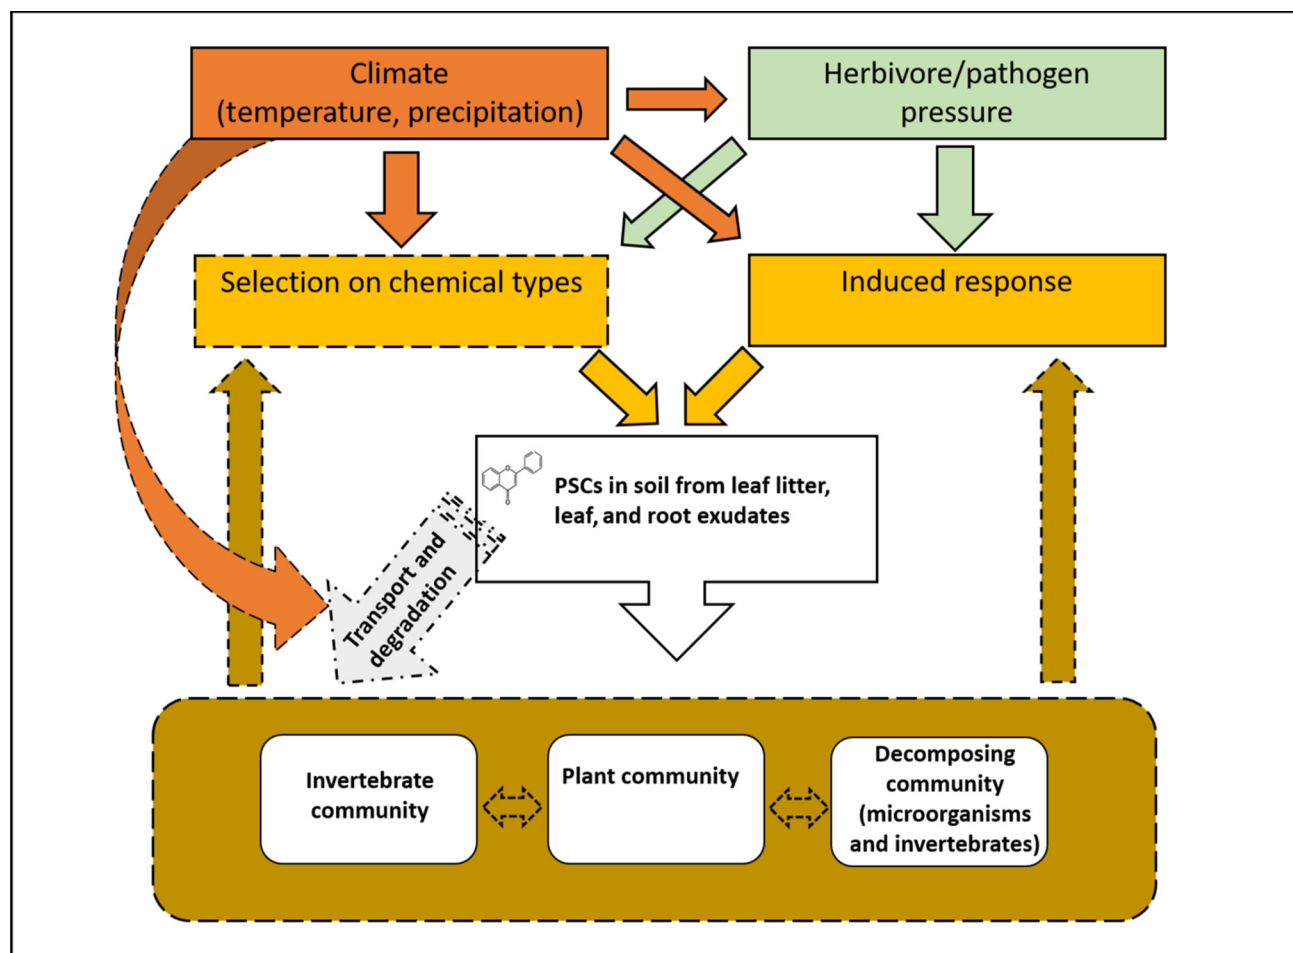 Climate
(temperature, precipitation)
Herbivore/pathogen
pressure
Selection on chemical types
Induced response
O
O
PSCs in soil from leaf litter,
leaf, and root exudates
Transport and
degradation
Invertebrate
community
Plant community
Decomposing
community
(microorganisms
and invertebrates)